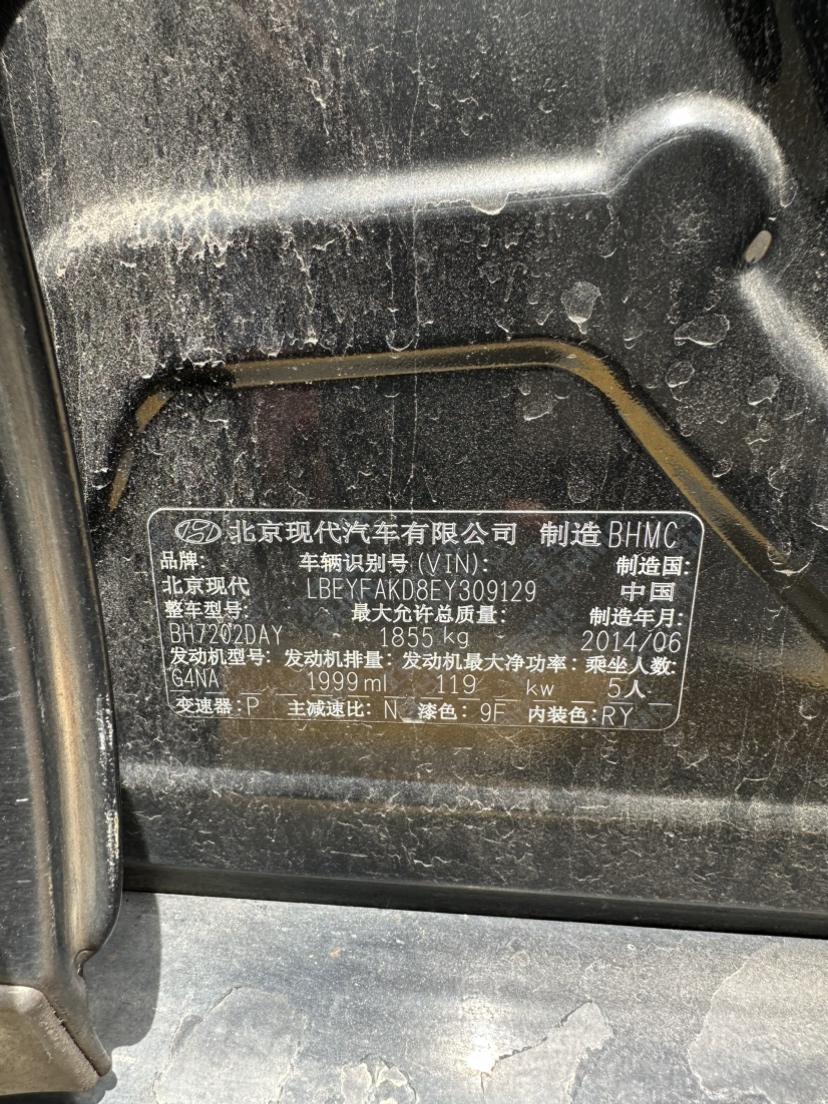 北京现代汽车有限公司 制造 BHMC
品牌: 车辆识别号(VIN): 制造国:
北京现代 LBEYFAKD8EY309129 中国
整车型号: 最大允许总质量: 制造年月:
BH7202DAY 1855 kg 2014/06
发动机型号: 发动机排量: 发动机最大净功率: 乘坐人数:
G4NA 1999 ml 119 kw 5人
变速器:P 主减速比:N 漆色:9F 内装色:RY